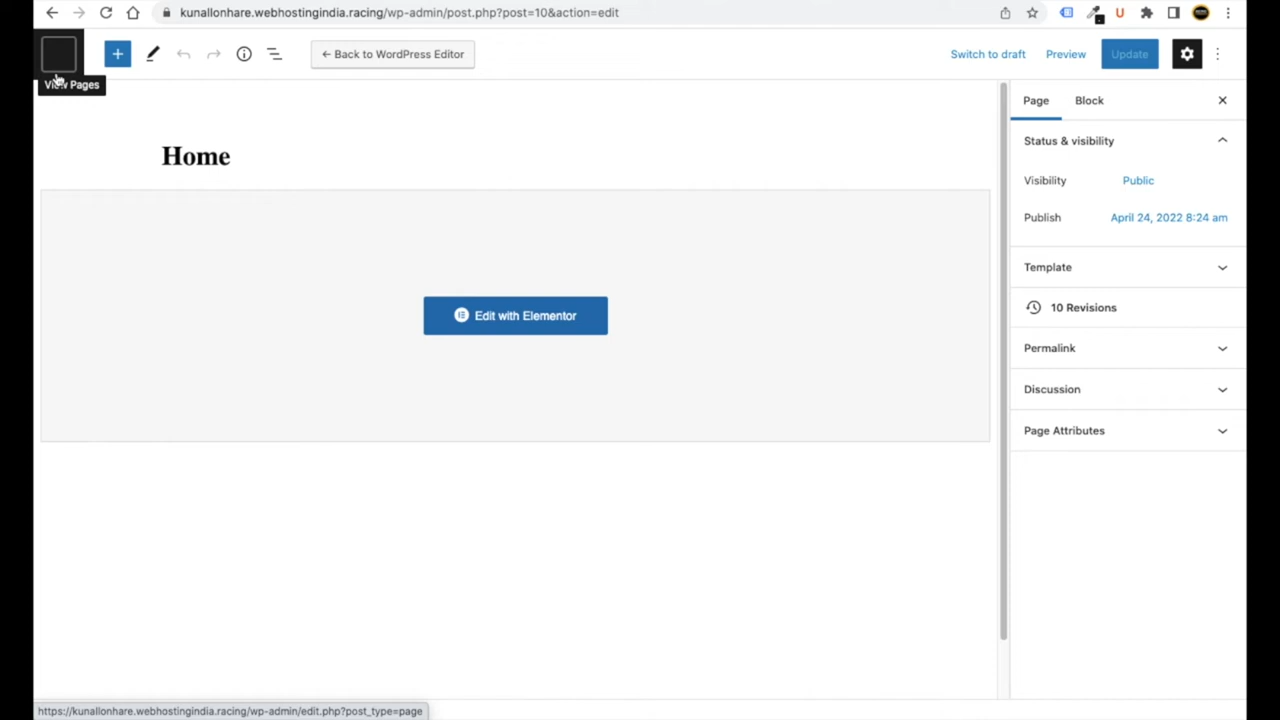 kunallonhare.webhostingindia.racing/wp-admin/post.php?post=10&action=edit
← Back to WordPress Editor
Switch to draft
Preview
Update
View Pages
Page
Block
Status & visibility
Home
Visibility
Public
Publish
April 24, 2022 8:24 am
Template
10 Revisions
Edit with Elementor
Permalink
Discussion
Page Attributes
https://kunallonhare.webhostingindia.racing/wp-admin/edit.php?post_type=page